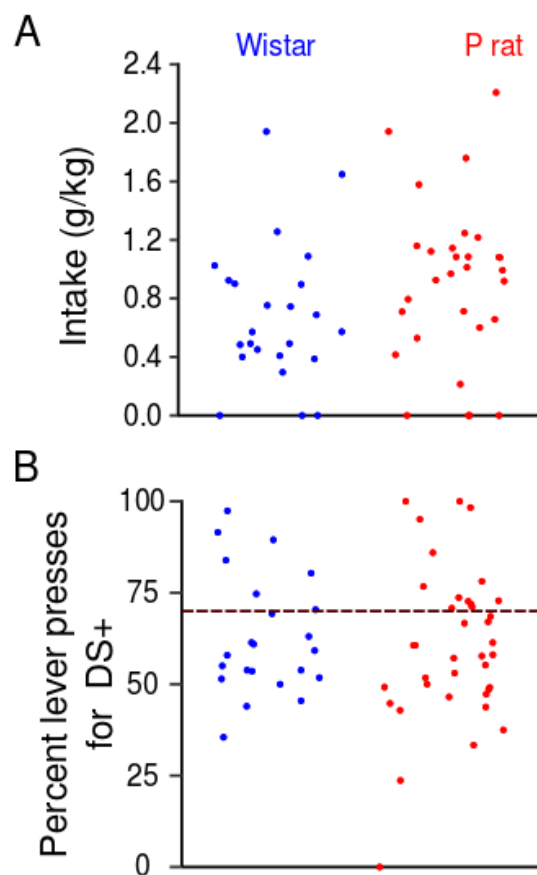 A
Wistar P rat
Intake (g/kg)
2.4
2.0
1.6
1.2
0.8
0.4
0.0
B
Percent lever presses
for DS+
100
75
50
25
0